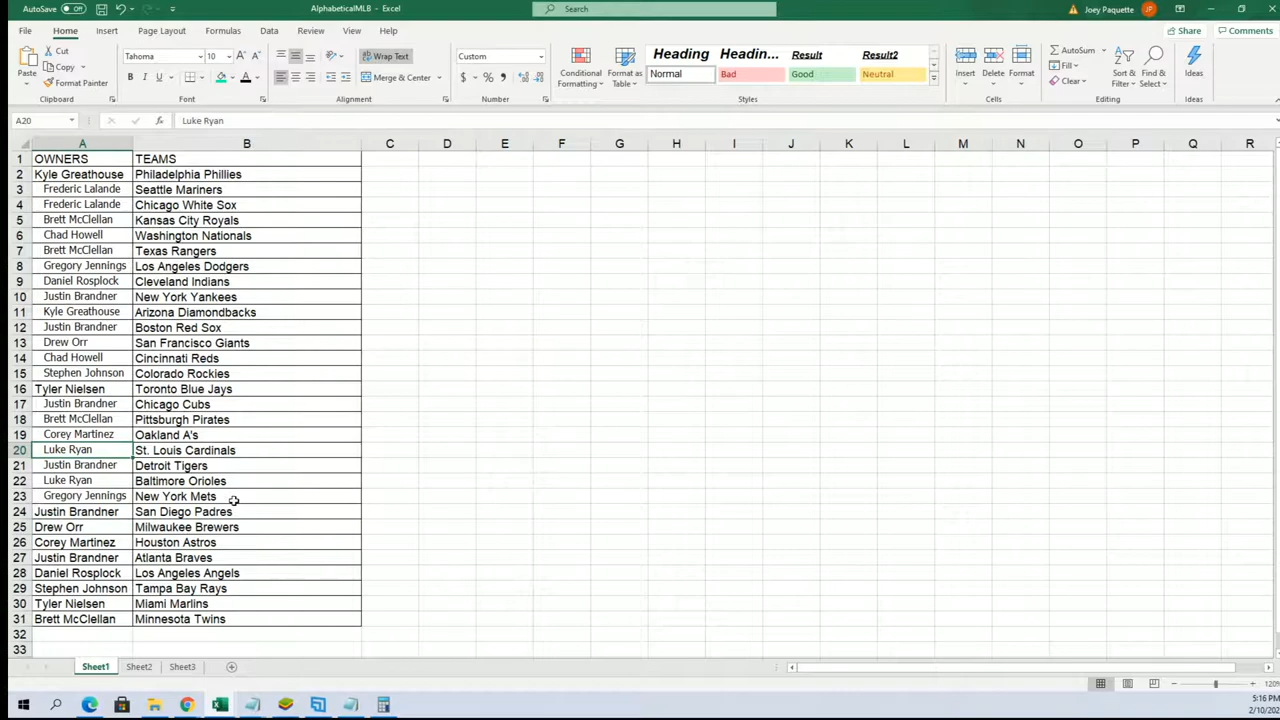 AutoSave Off AlphabeticalMLB - Excel Search Joey Paquette JP
File Home Insert Page Layout Formulas Data Review View Help Share Comments
Paste Cut Copy Format Painter Clipboard
Tahoma 10 B I U A Font
Wrap Text Merge & Center Alignment
Custom $ % Number
Conditional Formatting Format as Table
Heading Headin... Result Result2
Normal Bad Good Neutral
Styles
Insert Delete Format Cells
AutoSum Fill Clear Sort & Filter Find & Select Editing
Ideas Ideas
A20 fx Luke Ryan
A B C D E F G H I J K L M N O P Q R
1 OWNERS TEAMS
2 Kyle Greathouse Philadelphia Phillies
3 Frederic Lalande Seattle Mariners
4 Frederic Lalande Chicago White Sox
5 Brett McClellan Kansas City Royals
6 Chad Howell Washington Nationals
7 Brett McClellan Texas Rangers
8 Gregory Jennings Los Angeles Dodgers
9 Daniel Rosplock Cleveland Indians
10 Justin Brandner New York Yankees
11 Kyle Greathouse Arizona Diamondbacks
12 Justin Brandner Boston Red Sox
13 Drew Orr San Francisco Giants
14 Chad Howell Cincinnati Reds
15 Stephen Johnson Colorado Rockies
16 Tyler Nielsen Toronto Blue Jays
17 Justin Brandner Chicago Cubs
18 Brett McClellan Pittsburgh Pirates
19 Corey Martinez Oakland A's
20 Luke Ryan St. Louis Cardinals
21 Justin Brandner Detroit Tigers
22 Luke Ryan Baltimore Orioles
23 Gregory Jennings New York Mets
24 Justin Brandner San Diego Padres
25 Drew Orr Milwaukee Brewers
26 Corey Martinez Houston Astros
27 Justin Brandner Atlanta Braves
28 Daniel Rosplock Los Angeles Angels
29 Stephen Johnson Tampa Bay Rays
30 Tyler Nielsen Miami Marlins
31 Brett McClellan Minnesota Twins
32
33
Sheet1 Sheet2 Sheet3
120%
5:16 PM
2/10/202